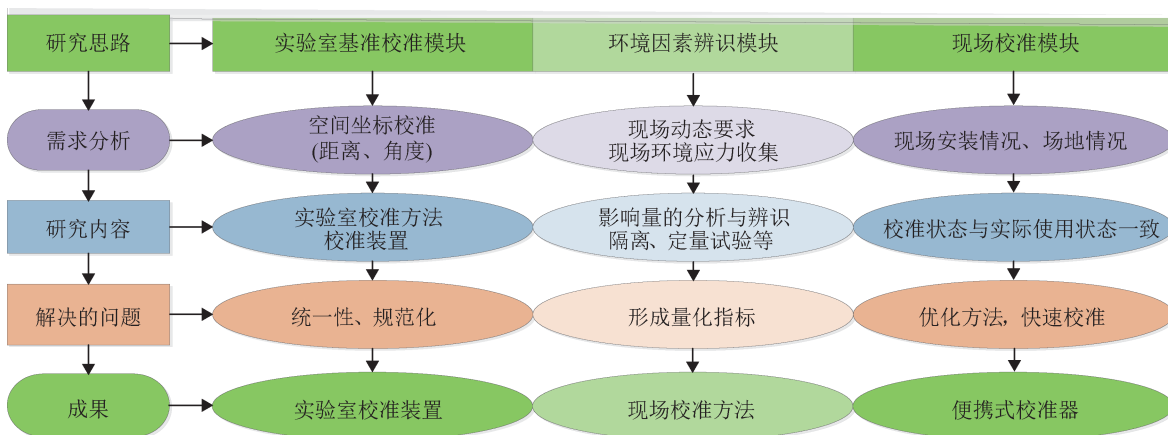 研究思路
实验室基准校准模块
环境因素辨识模块
现场校准模块
需求分析
空间坐标校准
(距离、角度)
现场动态要求
现场环境应力收集
现场安装情况、场地情况
研究内容
实验室校准方法
校准装置
影响量的分析与辨识
隔离、定量试验等
校准状态与实际使用状态一致
解决的问题
统一性、规范化
形成量化指标
优化方法,快速校准
成果
实验室校准装置
现场校准方法
便携式校准器